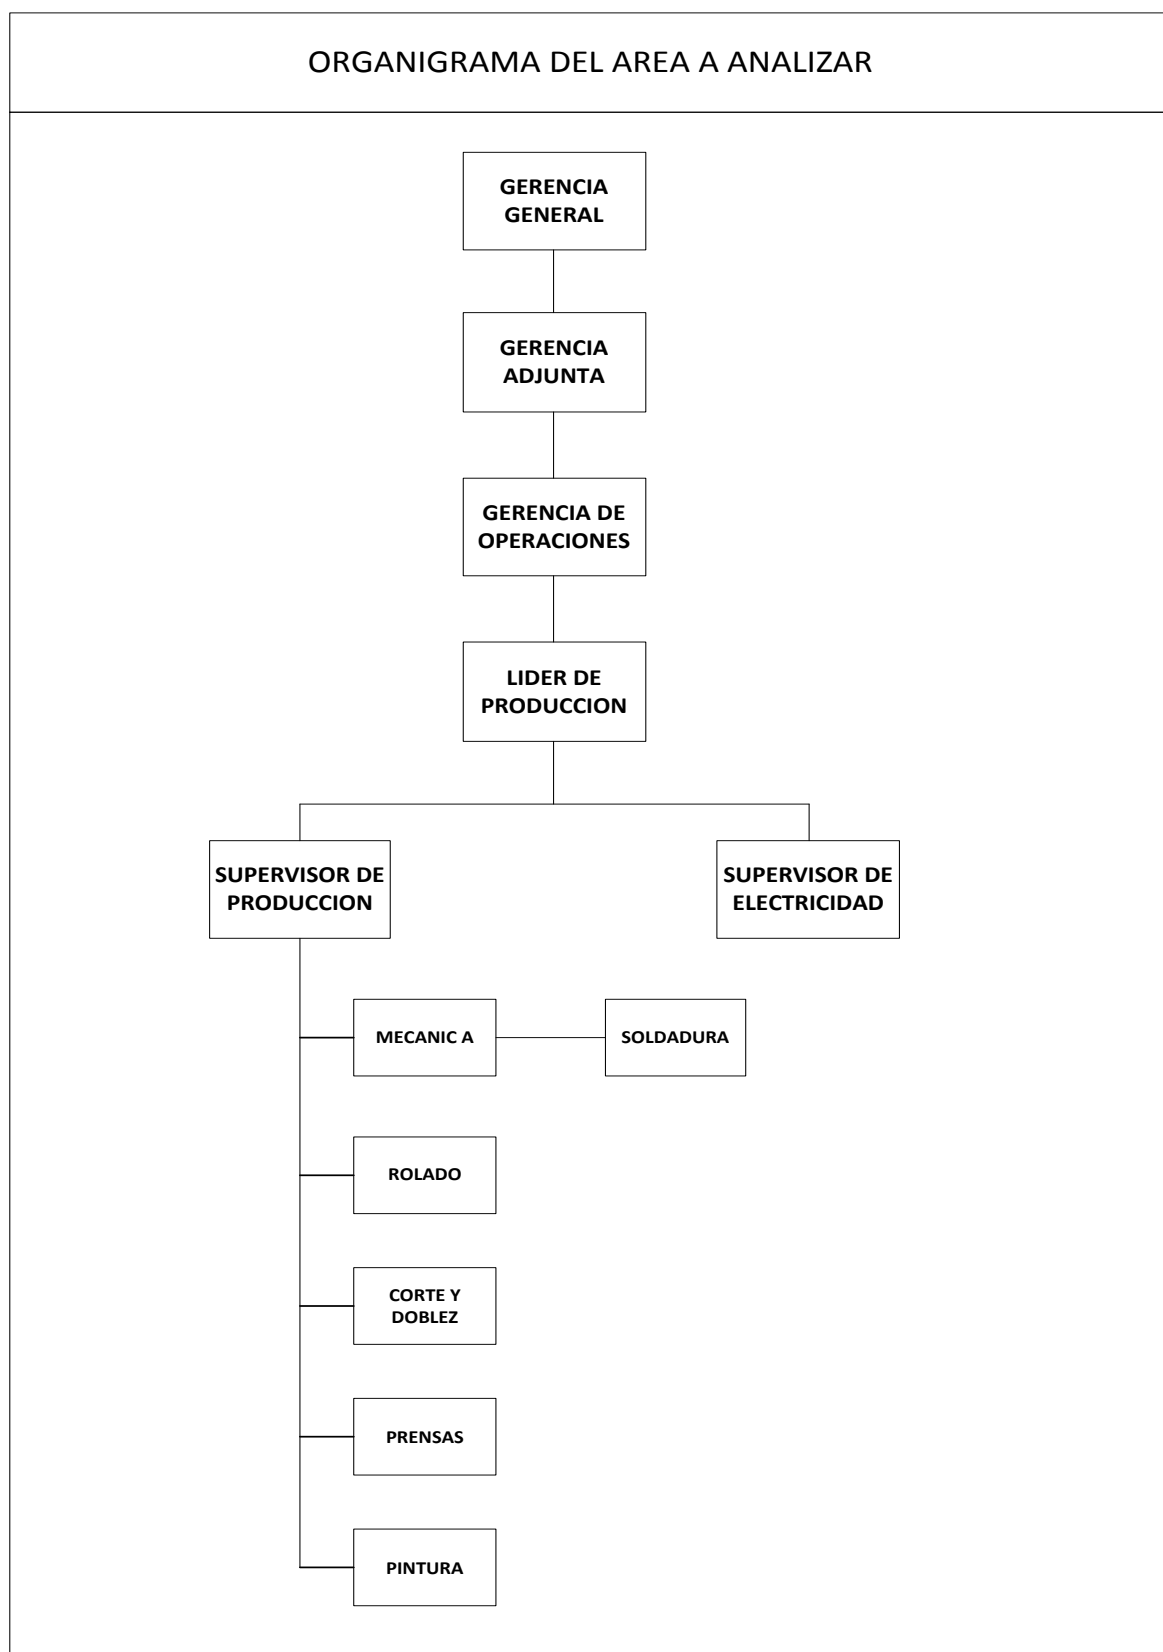 ORGANIGRAMA DEL AREA A ANALIZAR
GERENCIA
GENERAL
GERENCIA
ADJUNTA
GERENCIA DE
OPERACIONES
LIDER DE
PRODUCCION
SUPERVISOR DE
PRODUCCION
SUPERVISOR DE
ELECTRICIDAD
MECANIC A
SOLDADURA
ROLADO
CORTE Y
DOBLEZ
PRENSAS
PINTURA